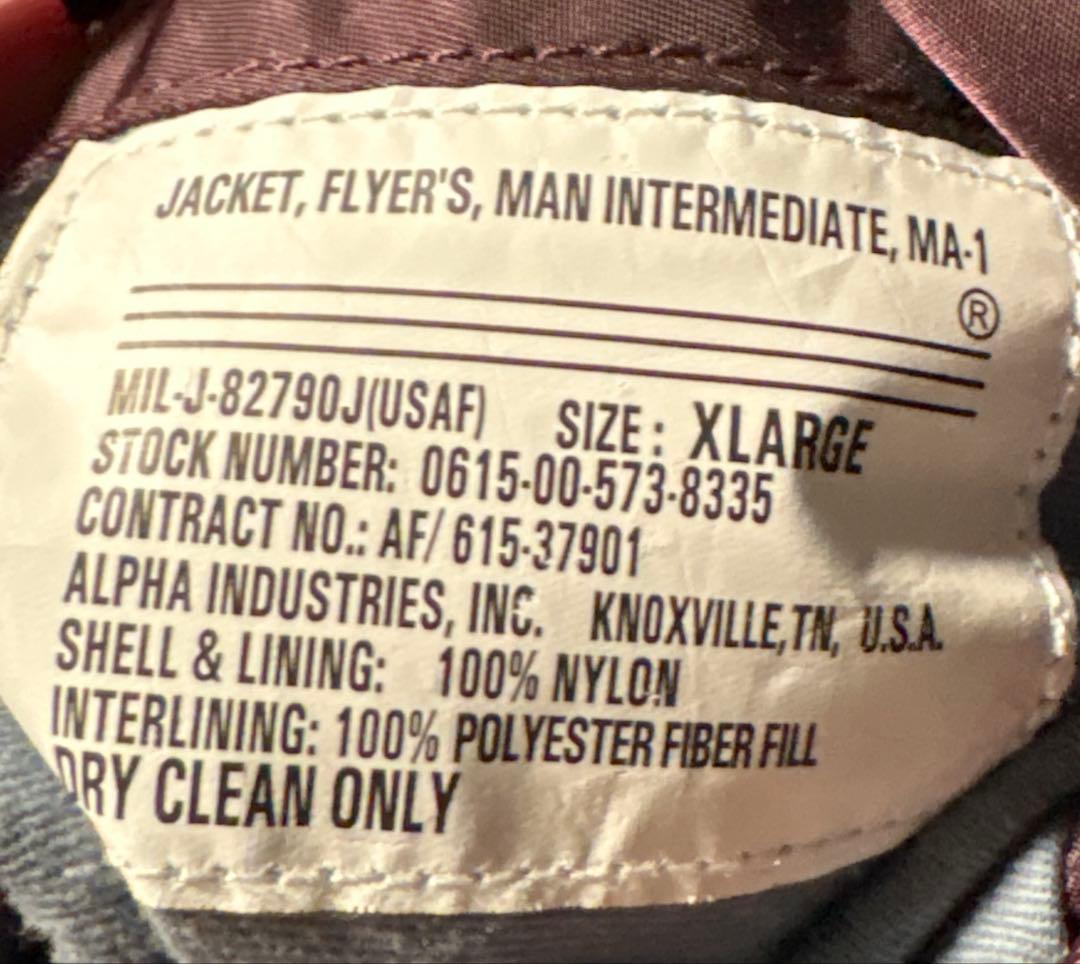 JACKET, FLYER'S, MAN INTERMEDIATE, MA-1
®
MIL-J-82790J(USAF) SIZE: XLARGE
STOCK NUMBER: 0615-00-573-8335
CONTRACT NO.: AF/ 615-37901
ALPHA INDUSTRIES, INC. KNOXVILLE,TN, U.S.A.
SHELL & LINING: 100% NYLON
INTERLINING: 100% POLYESTER FIBER FILL
DRY CLEAN ONLY